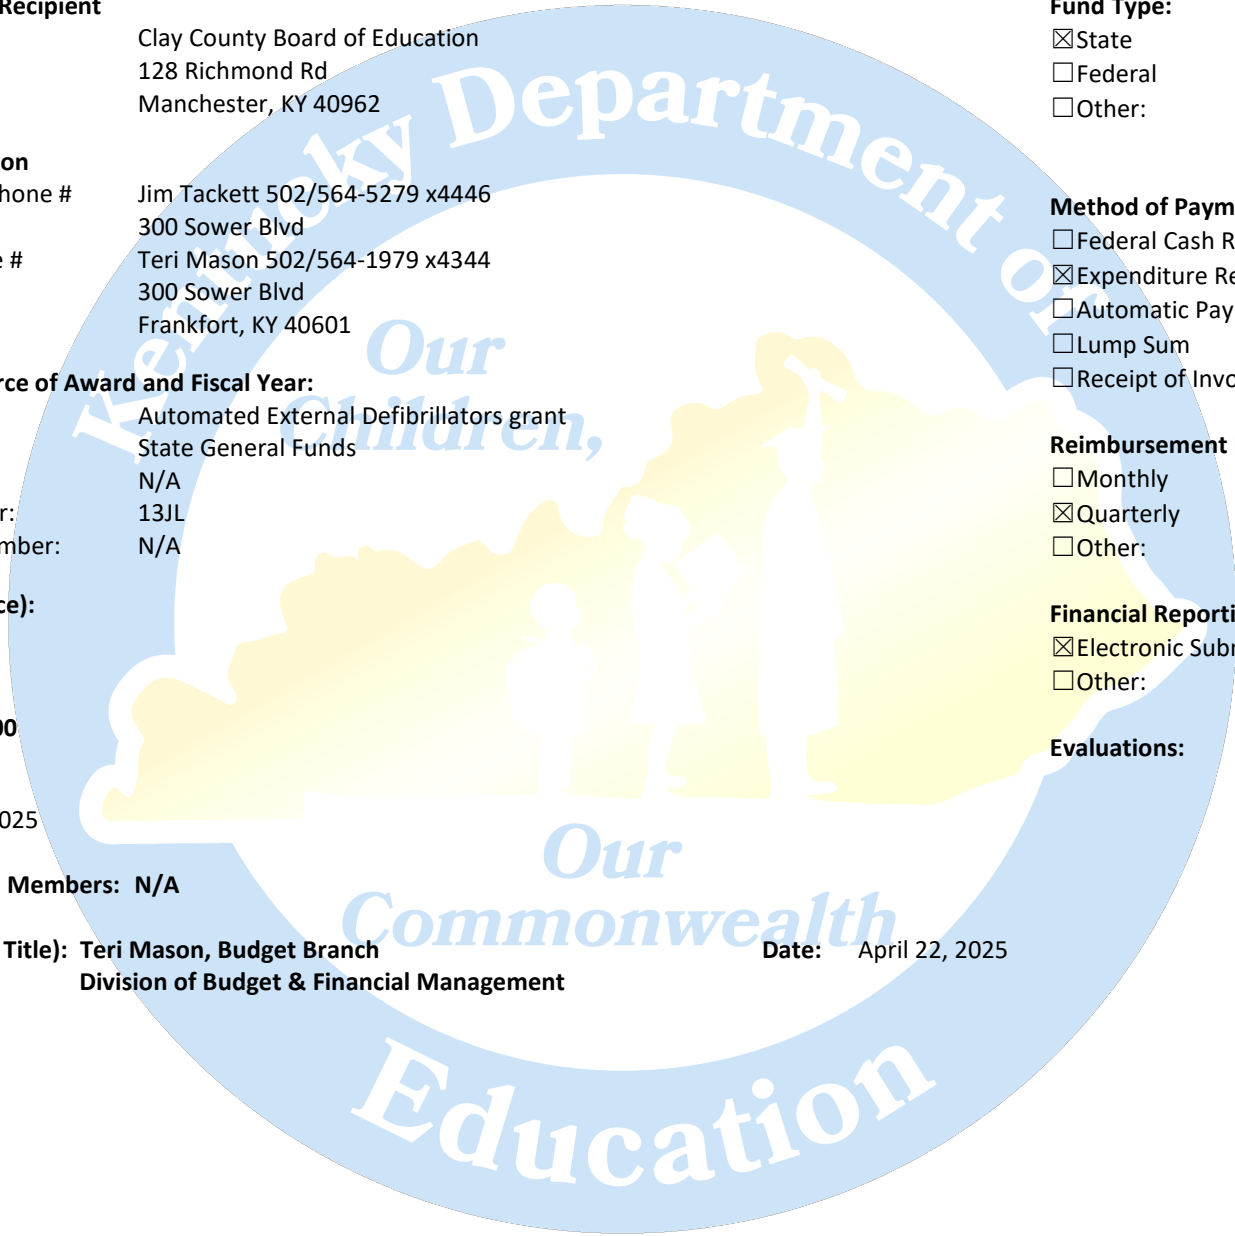 Recipient
Clay County Board of Education
128 Richmond Rd
Manchester, KY 40962
on
hone # Jim Tackett 502/564-5279 x4446
300 Sower Blvd
e # Teri Mason 502/564-1979 x4344
300 Sower Blvd
Frankfort, KY 40601
rce of Award and Fiscal Year:
Automated External Defibrillators grant
State General Funds
N/A
r: 13JL
mber: N/A
ce):
00
025
Members: N/A
Title): Teri Mason, Budget Branch Date: April 22, 2025
Division of Budget & Financial Management
Fund Type:
☒State
☐Federal
☐Other:
Method of Paym
☐Federal Cash R
☒Expenditure Re
☐Automatic Pay
☐Lump Sum
☐Receipt of Invo
Reimbursement
☐Monthly
☒Quarterly
☐Other:
Financial Reporti
☒Electronic Subr
☐Other:
Evaluations:
Kentucky Department of
Education
Our
Children,
Our
Commonwealth